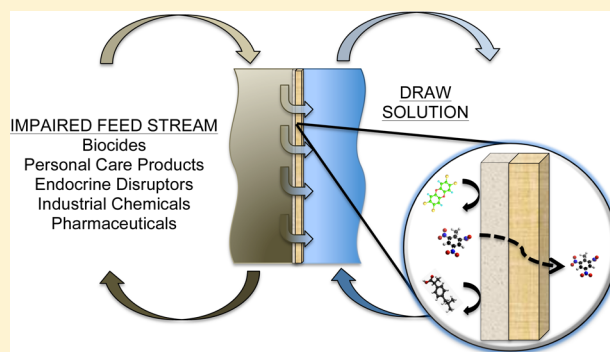 IMPAIRED FEED STREAM
Biocides
Personal Care Products
Endocrine Disruptors
Industrial Chemicals
Pharmaceuticals
DRAW
SOLUTION